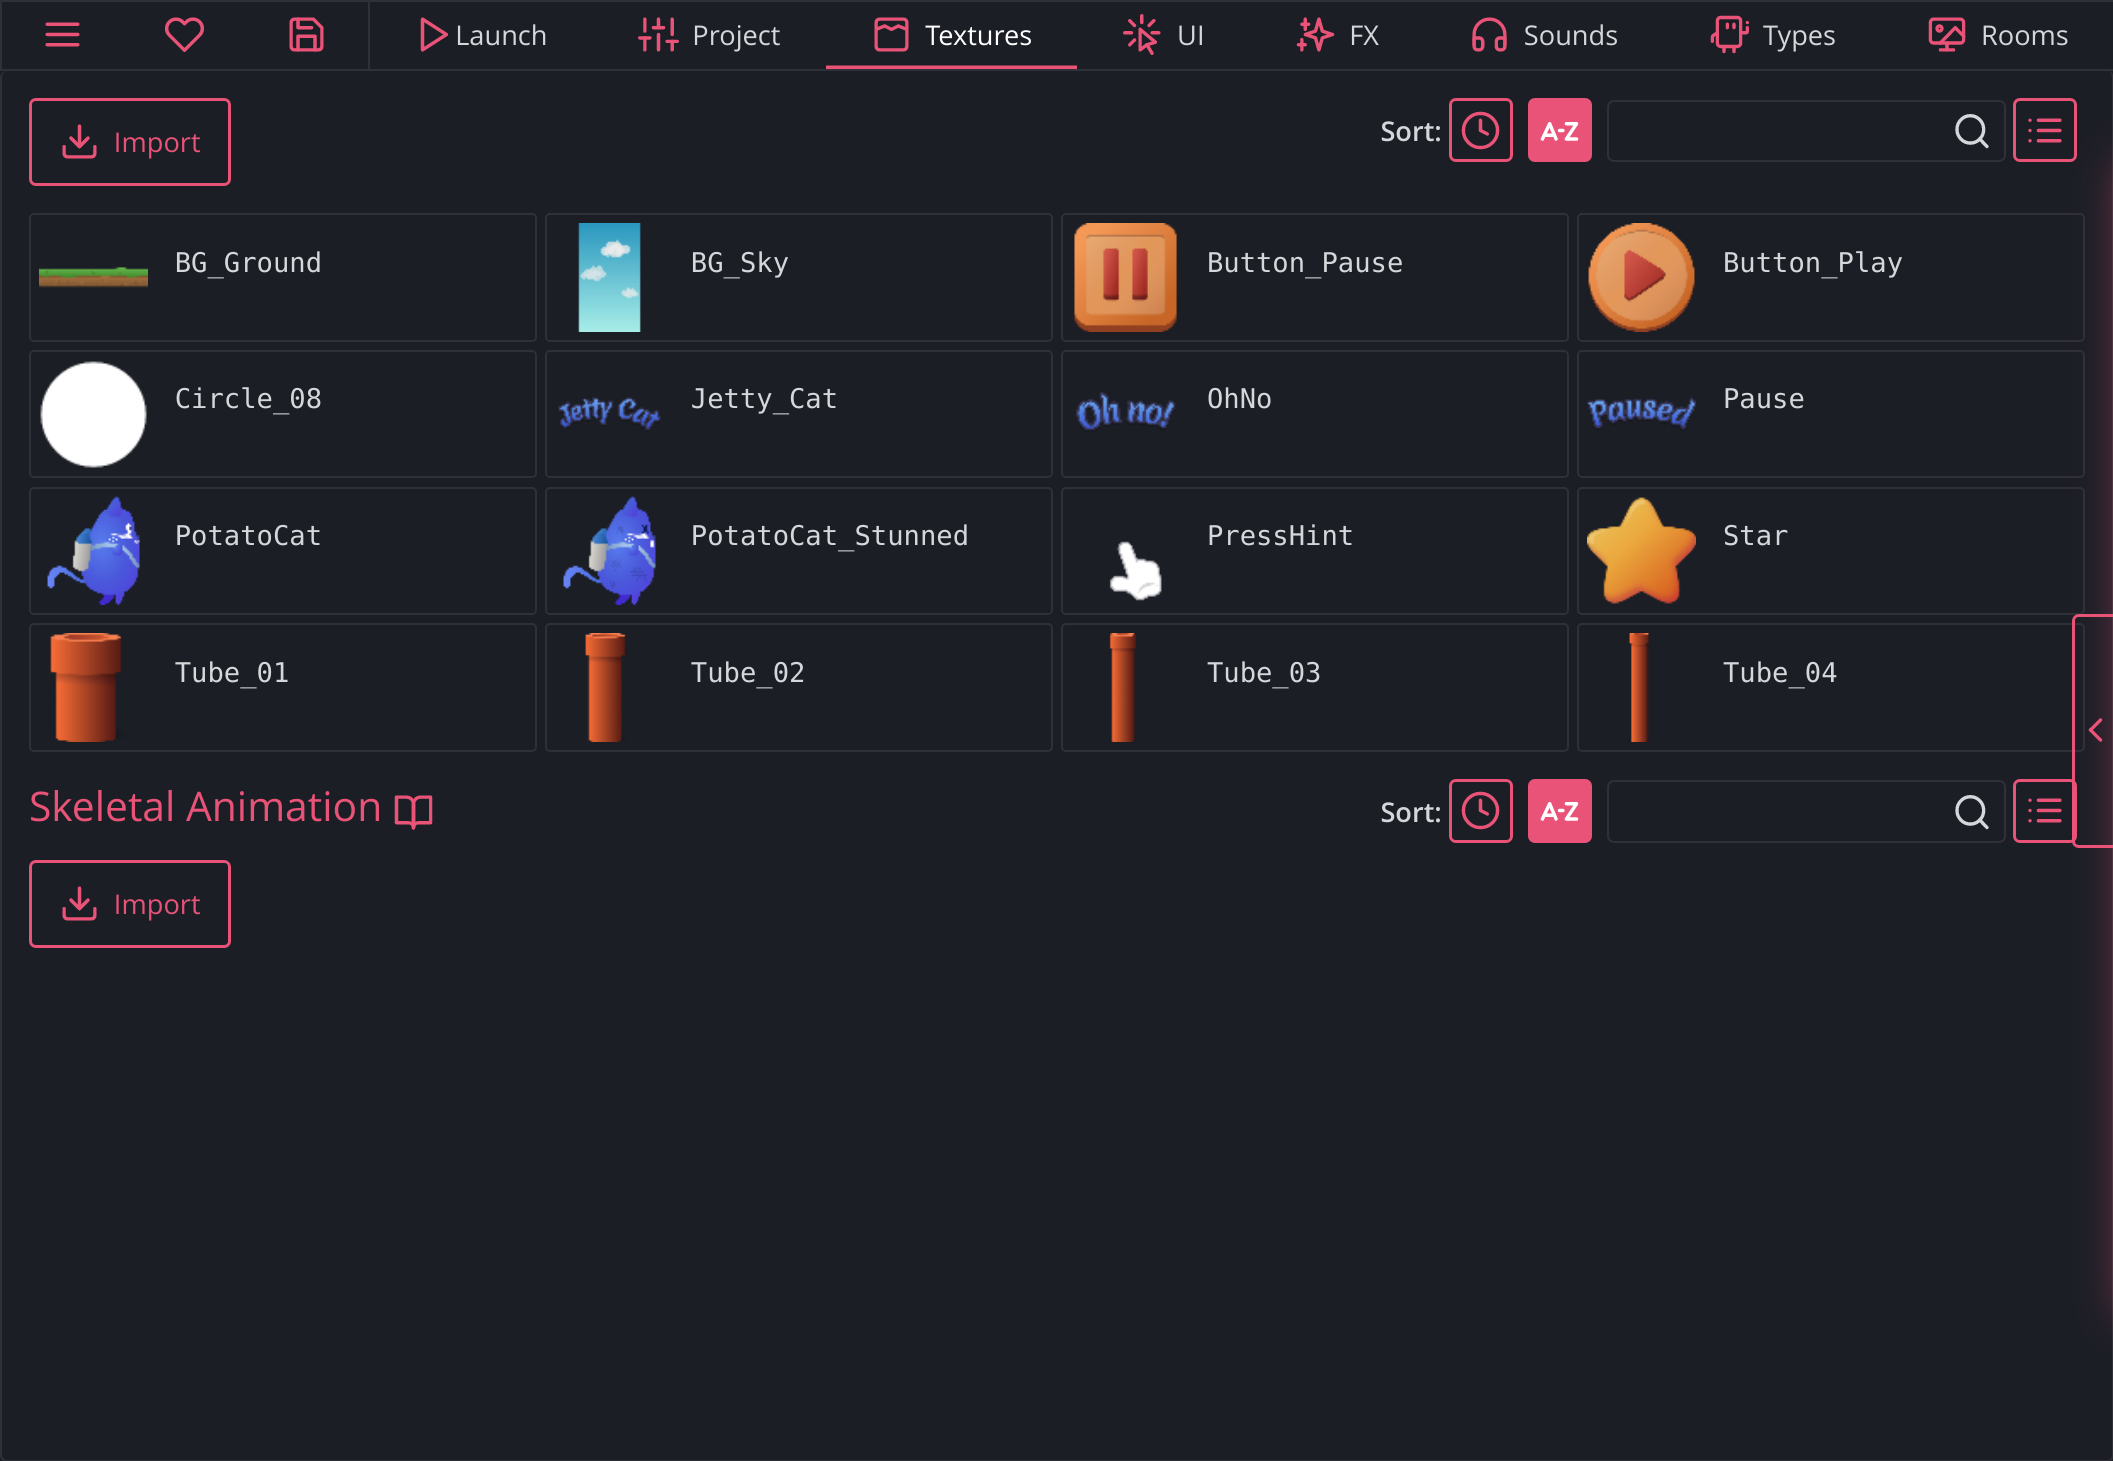 Launch Project Textures UI FX Sounds Types Rooms
Import Sort: A-Z
BG_Ground BG_Sky Button_Pause Button_Play
Circle_08 Jetty Cat Jetty_Cat Oh no! OhNo Paused Pause
PotatoCat PotatoCat_Stunned PressHint Star
Tube_01 Tube_02 Tube_03 Tube_04
Skeletal Animation Sort: A-Z
Import